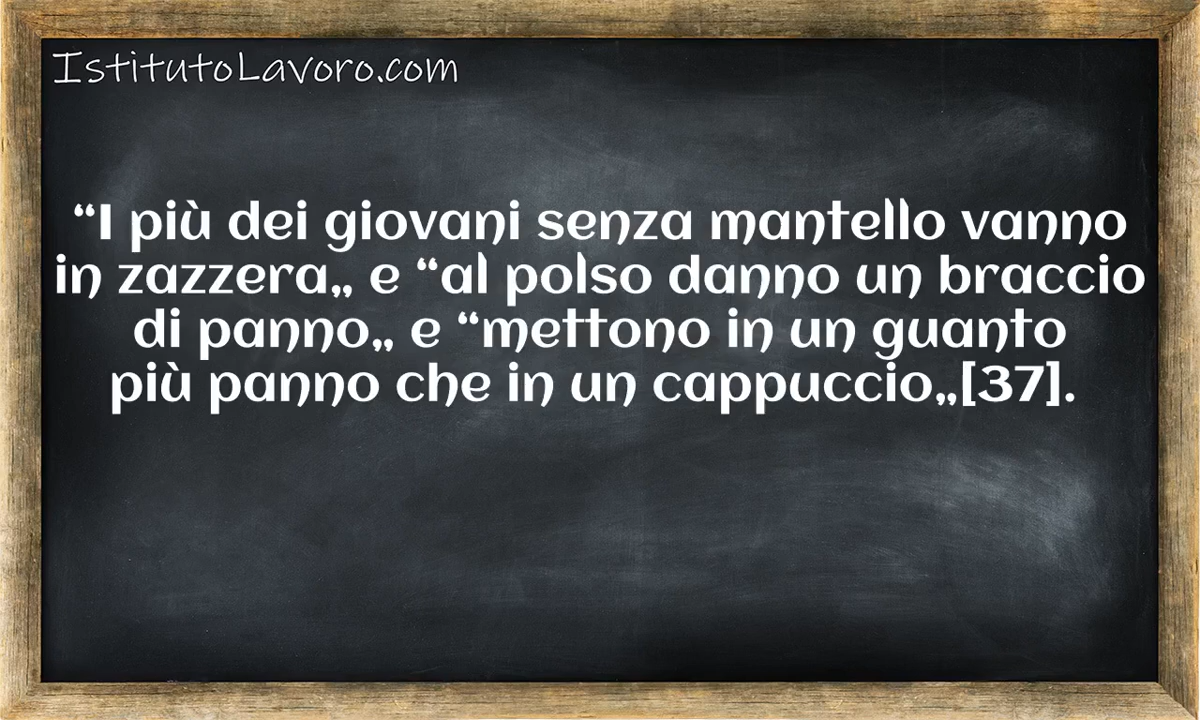 IstitutoLavoro.com
“I più dei giovani senza mantello vanno
in zazzera„ e “al polso danno un braccio
di panno„ e “mettono in un guanto
più panno che in un cappuccio„[37].